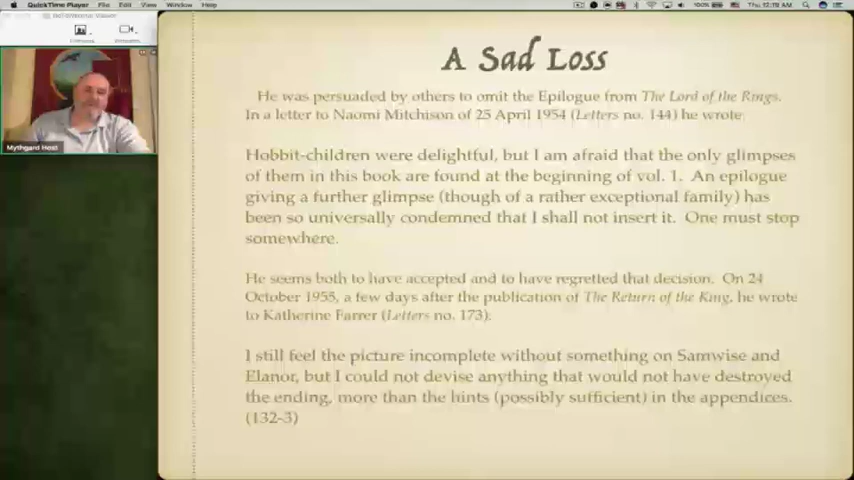 QuickTime Player File Edit View Window Help
100% Thu 12:19 AM
A Sad Loss
He was persuaded by others to omit the Epilogue from The Lord of the Rings.
In a letter to Naomi Mitchison of 25 April 1954 (Letters no. 144) he wrote
Hobbit-children were delightful, but I am afraid that the only glimpses
of them in this book are found at the beginning of vol. 1. An epilogue
giving a further glimpse (though of a rather exceptional family) has
been so universally condemned that I shall not insert it. One must stop
somewhere.
He seems both to have accepted and to have regretted that decision. On 24
October 1955, a few days after the publication of The Return of the King, he wrote
to Katherine Farrer (Letters no. 173):
I still feel the picture incomplete without something on Samwise and
Elanor, but I could not devise anything that would not have destroyed
the ending, more than the hints (possibly sufficient) in the appendices.
(132-3)
Mythgard Host